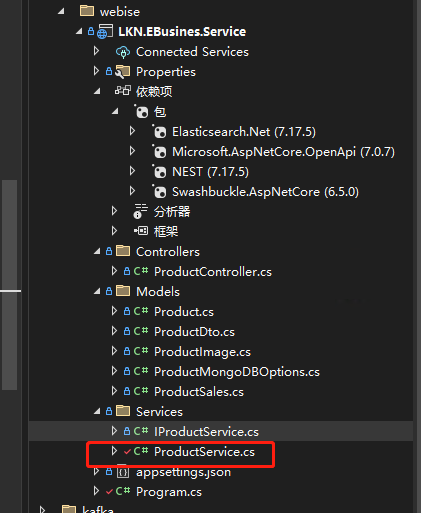 webise
LKN.EBusines.Service
Connected Services
Properties
依赖项
包
Elasticsearch.Net (7.17.5)
Microsoft.AspNetCore.OpenApi (7.0.7)
NEST (7.17.5)
Swashbuckle.AspNetCore (6.5.0)
分析器
框架
Controllers
C# ProductController.cs
Models
C# Product.cs
C# ProductDto.cs
C# ProductImage.cs
C# ProductMongoDBOptions.cs
C# ProductSales.cs
Services
C# IProductService.cs
C# ProductService.cs
appsettings.json
C# Program.cs
kafka